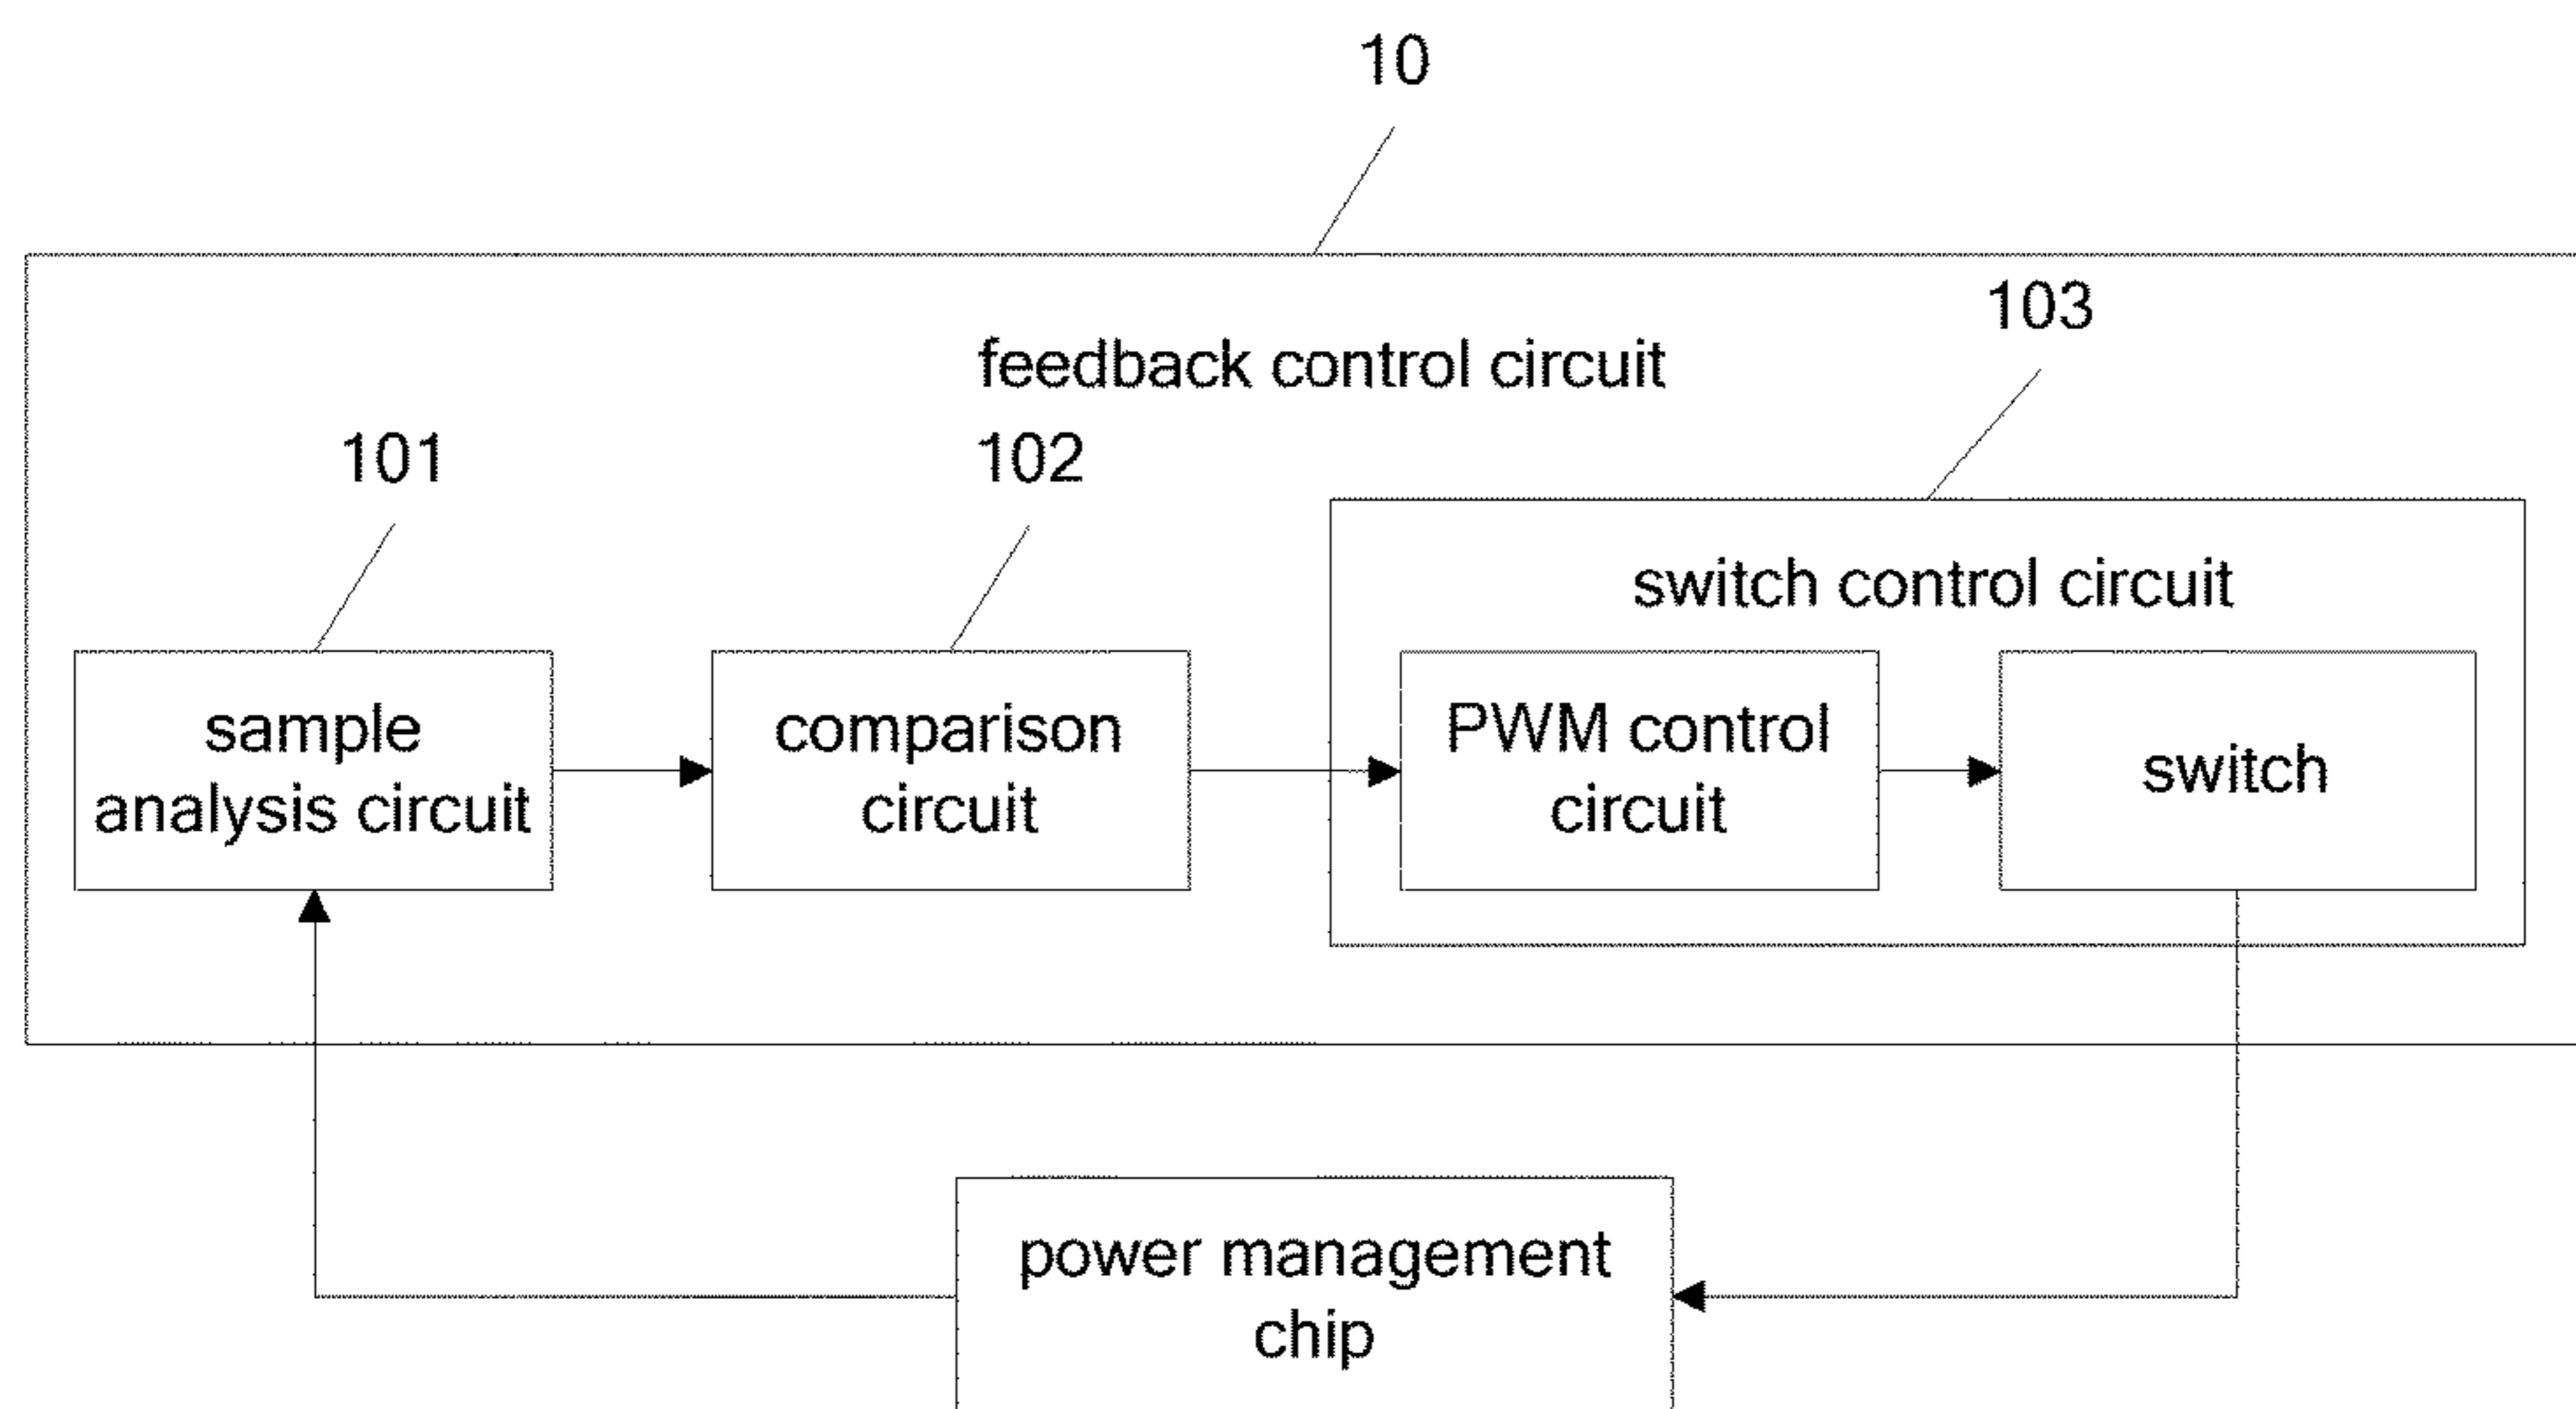 10
103
feedback control circuit
101
102
switch control circuit
sample
analysis circuit
comparison
circuit
PWM control
circuit
switch
power management
chip